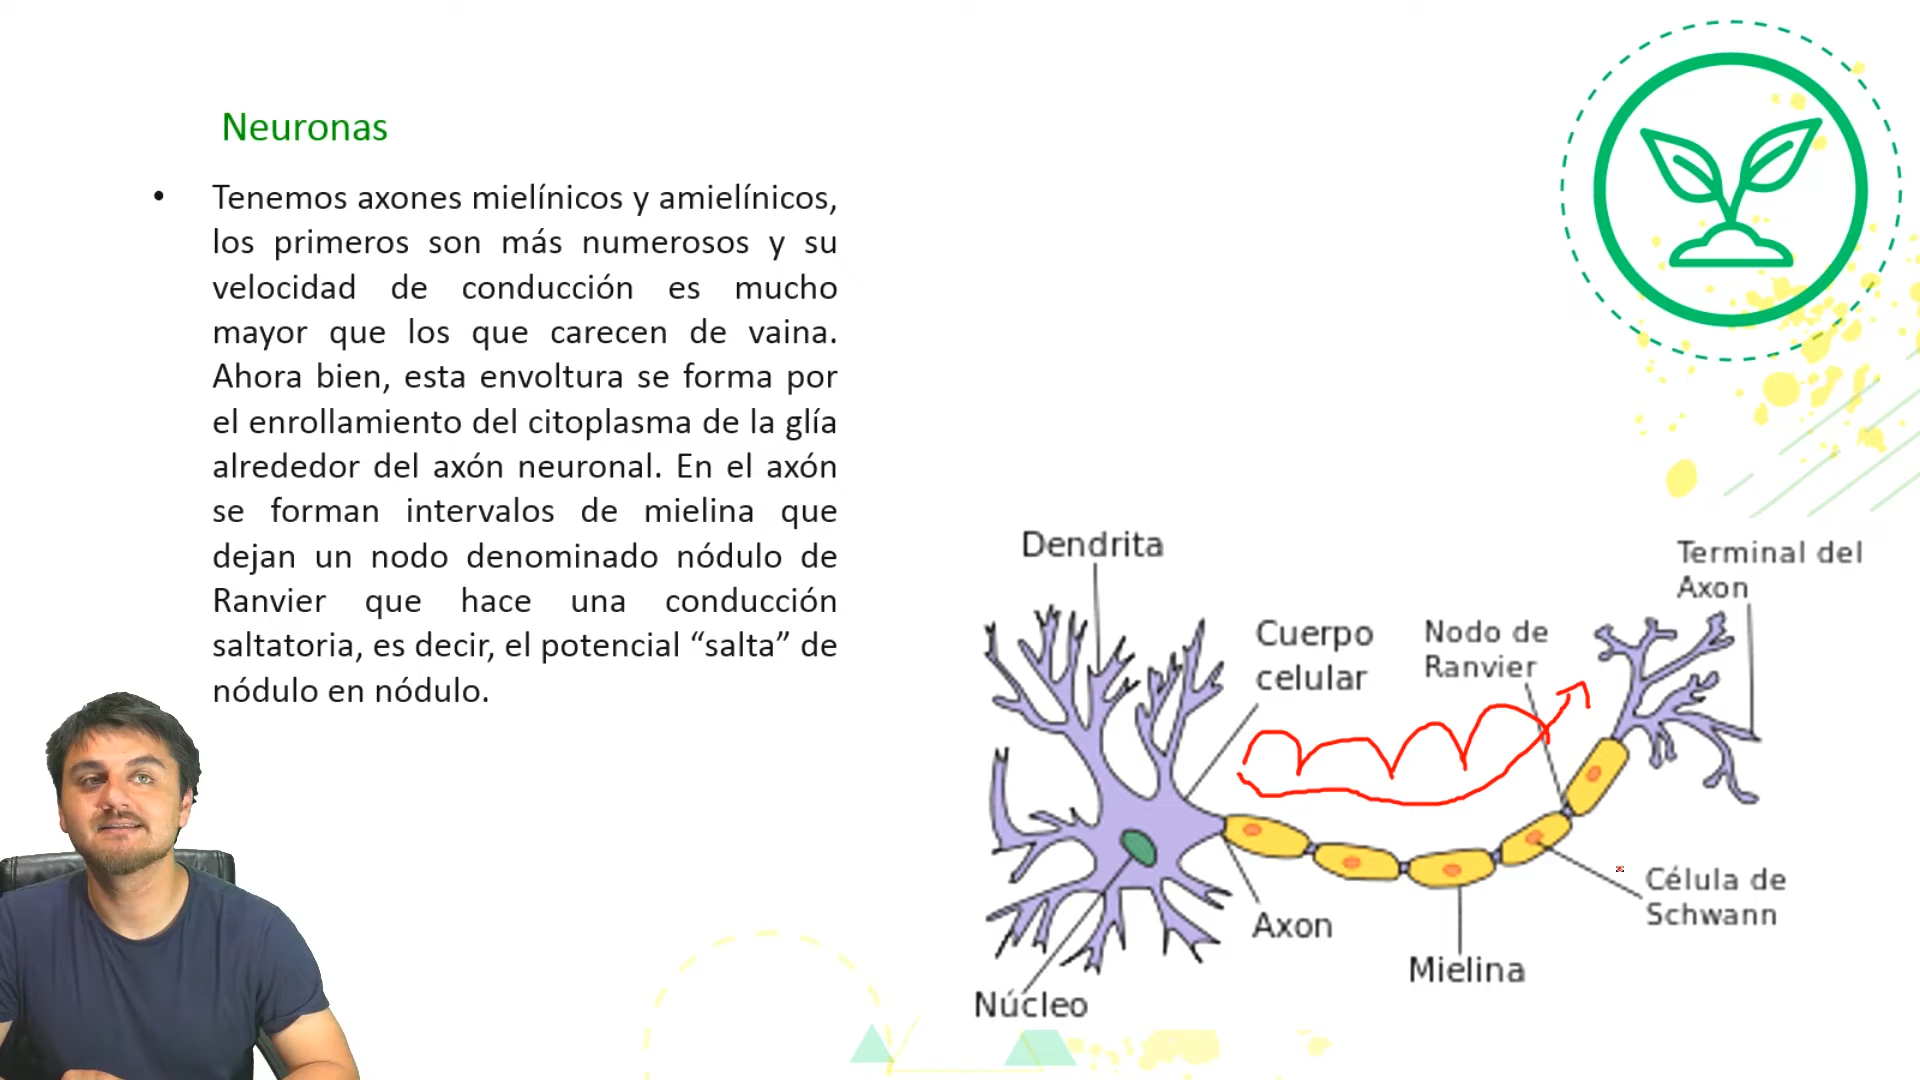 Neuronas
• Tenemos axones mielínicos y amielínicos,
los primeros son más numerosos y su
velocidad de conducción es mucho
mayor que los que carecen de vaina.
Ahora bien, esta envoltura se forma por
el enrollamiento del citoplasma de la glía
alrededor del axón neuronal. En el axón
se forman intervalos de mielina que
dejan un nodo denominado nódulo de
Ranvier que hace una conducción
saltatoria, es decir, el potencial “salta” de
nódulo en nódulo.
Dendrita
Terminal del
Axon
Cuerpo
celular
Nodo de
Ranvier
Célula de
Schwann
Axon
Mielina
Núcleo